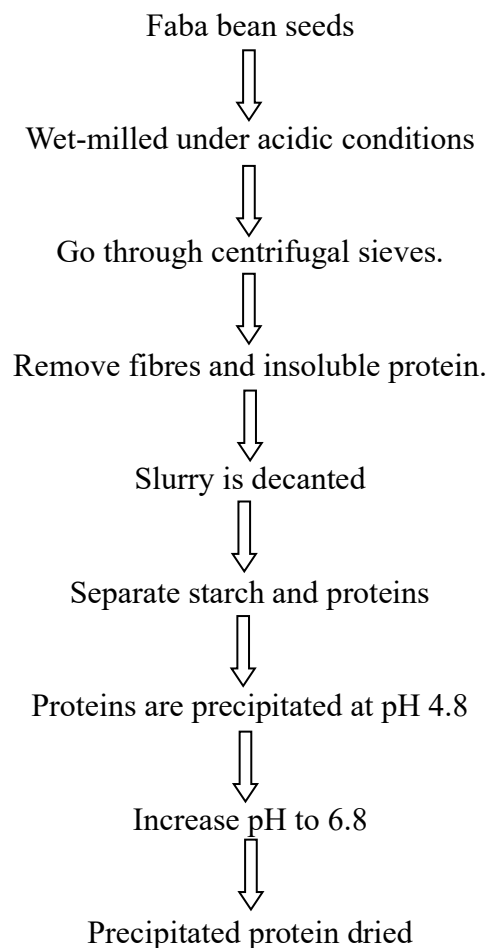 Faba bean seeds
Wet-milled under acidic conditions
Go through centrifugal sieves.
Remove fibres and insoluble protein.
Slurry is decanted
Separate starch and proteins
Proteins are precipitated at pH 4.8
Increase pH to 6.8
Precipitated protein dried